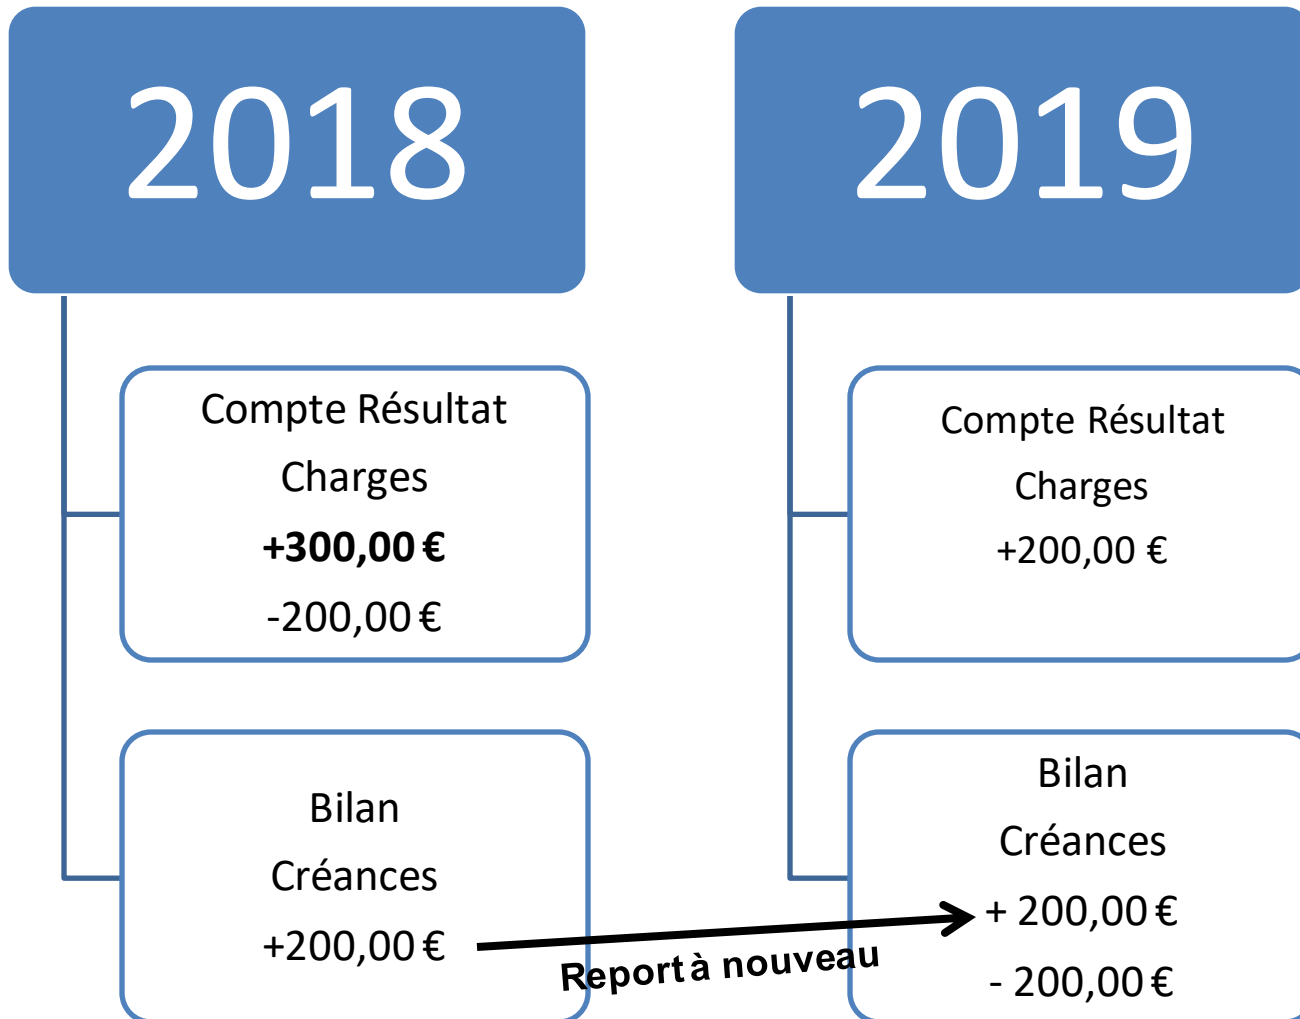 2018
Compte Résultat
Charges
+300,00 €
-200,00 €
Bilan
Créances
+200,00 €
Report à nouveau
2019
Compte Résultat
Charges
+200,00 €
Bilan
Créances
+ 200,00 €
- 200,00 €